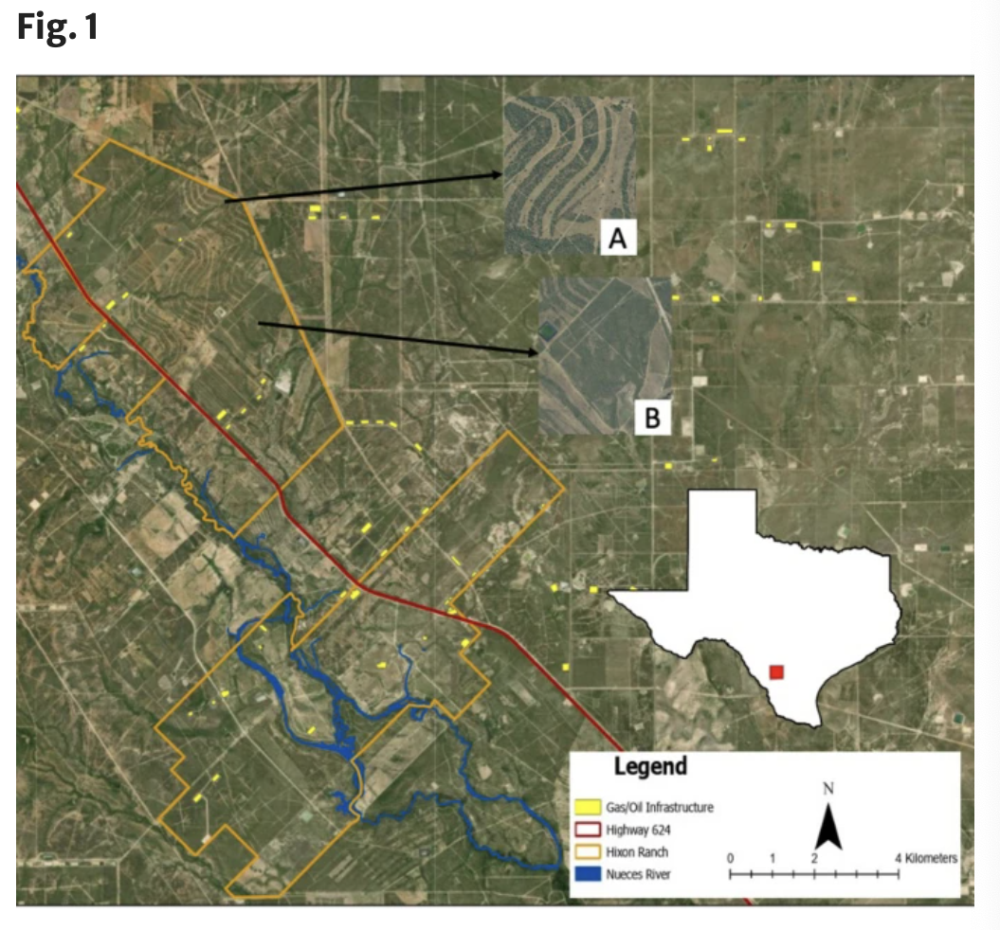 Fig. 1
A
B
Legend
Gas/Oil Infrastructure
Highway 624
Hixon Ranch
Nueces River
N
0 1 2 4 Kilometers